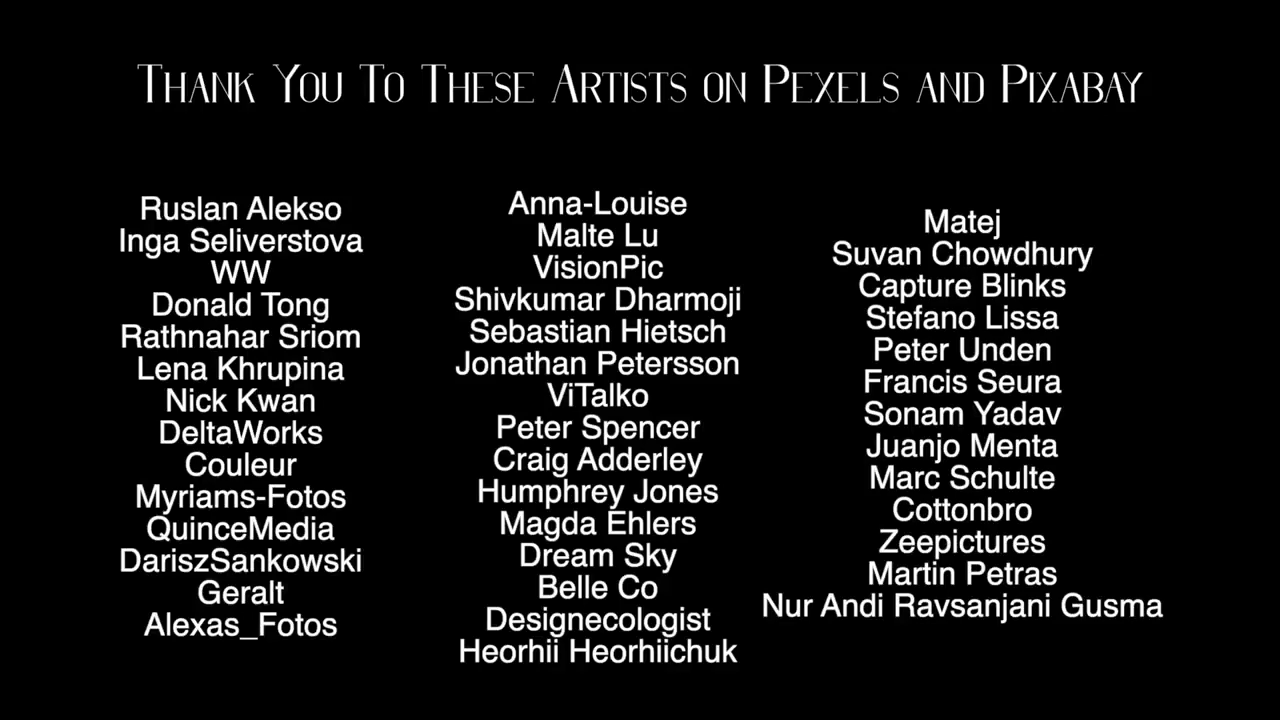 THANK YOU TO THESE ARTISTS ON PEXELS AND PIXABAY
Ruslan Alekso
Inga Seliverstova
WW
Donald Tong
Rathnahar Sriom
Lena Khrupina
Nick Kwan
DeltaWorks
Couleur
Myriams-Fotos
QuinceMedia
DariszSankowski
Geralt
Alexas_Fotos
Anna-Louise
Malte Lu
VisionPic
Shivkumar Dharmoji
Sebastian Hietsch
Jonathan Petersson
ViTalko
Peter Spencer
Craig Adderley
Humphrey Jones
Magda Ehlers
Dream Sky
Belle Co
Designecologist
Heorhii Heorhiichuk
Matej
Suvan Chowdhury
Capture Blinks
Stefano Lissa
Peter Unden
Francis Seura
Sonam Yadav
Juanjo Menta
Marc Schulte
Cottonbro
Zeepictures
Martin Petras
Nur Andi Ravsanjani Gusma